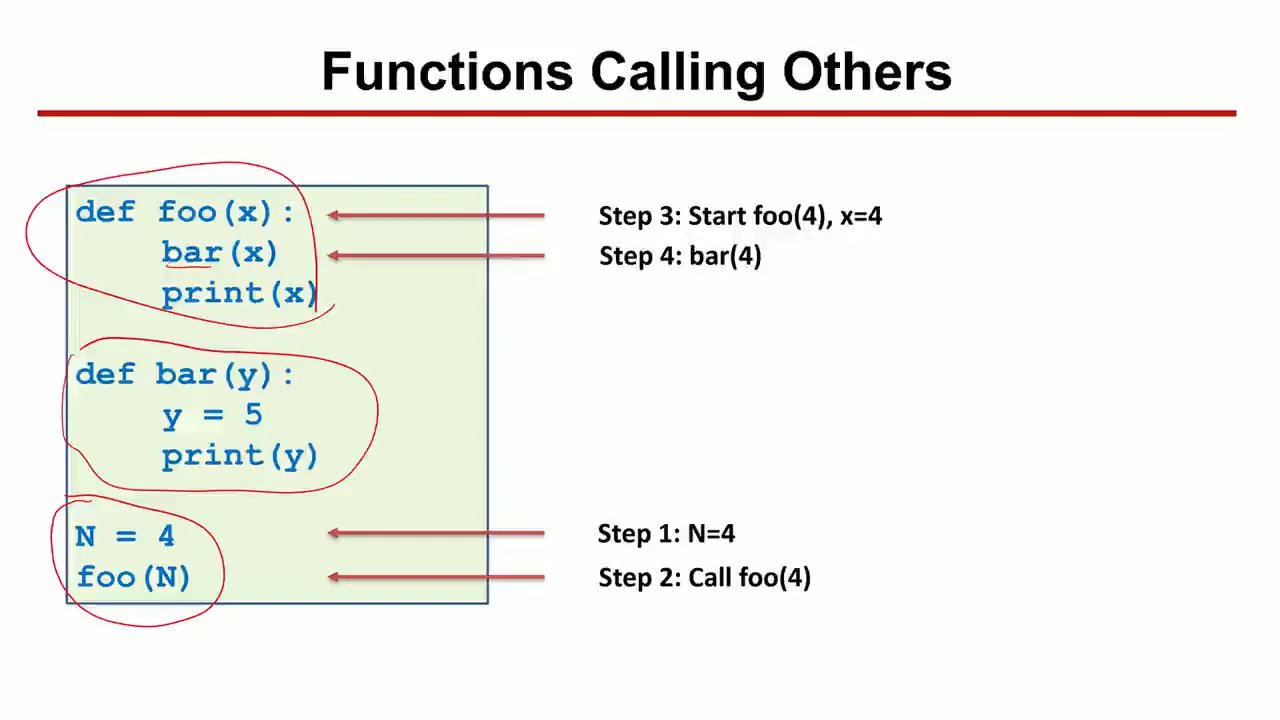 Functions Calling Others
def foo(x):
bar(x)
print(x)
def bar(y):
y = 5
print(y)
N = 4
foo(N)
Step 3: Start foo(4), x=4
Step 4: bar(4)
Step 1: N=4
Step 2: Call foo(4)